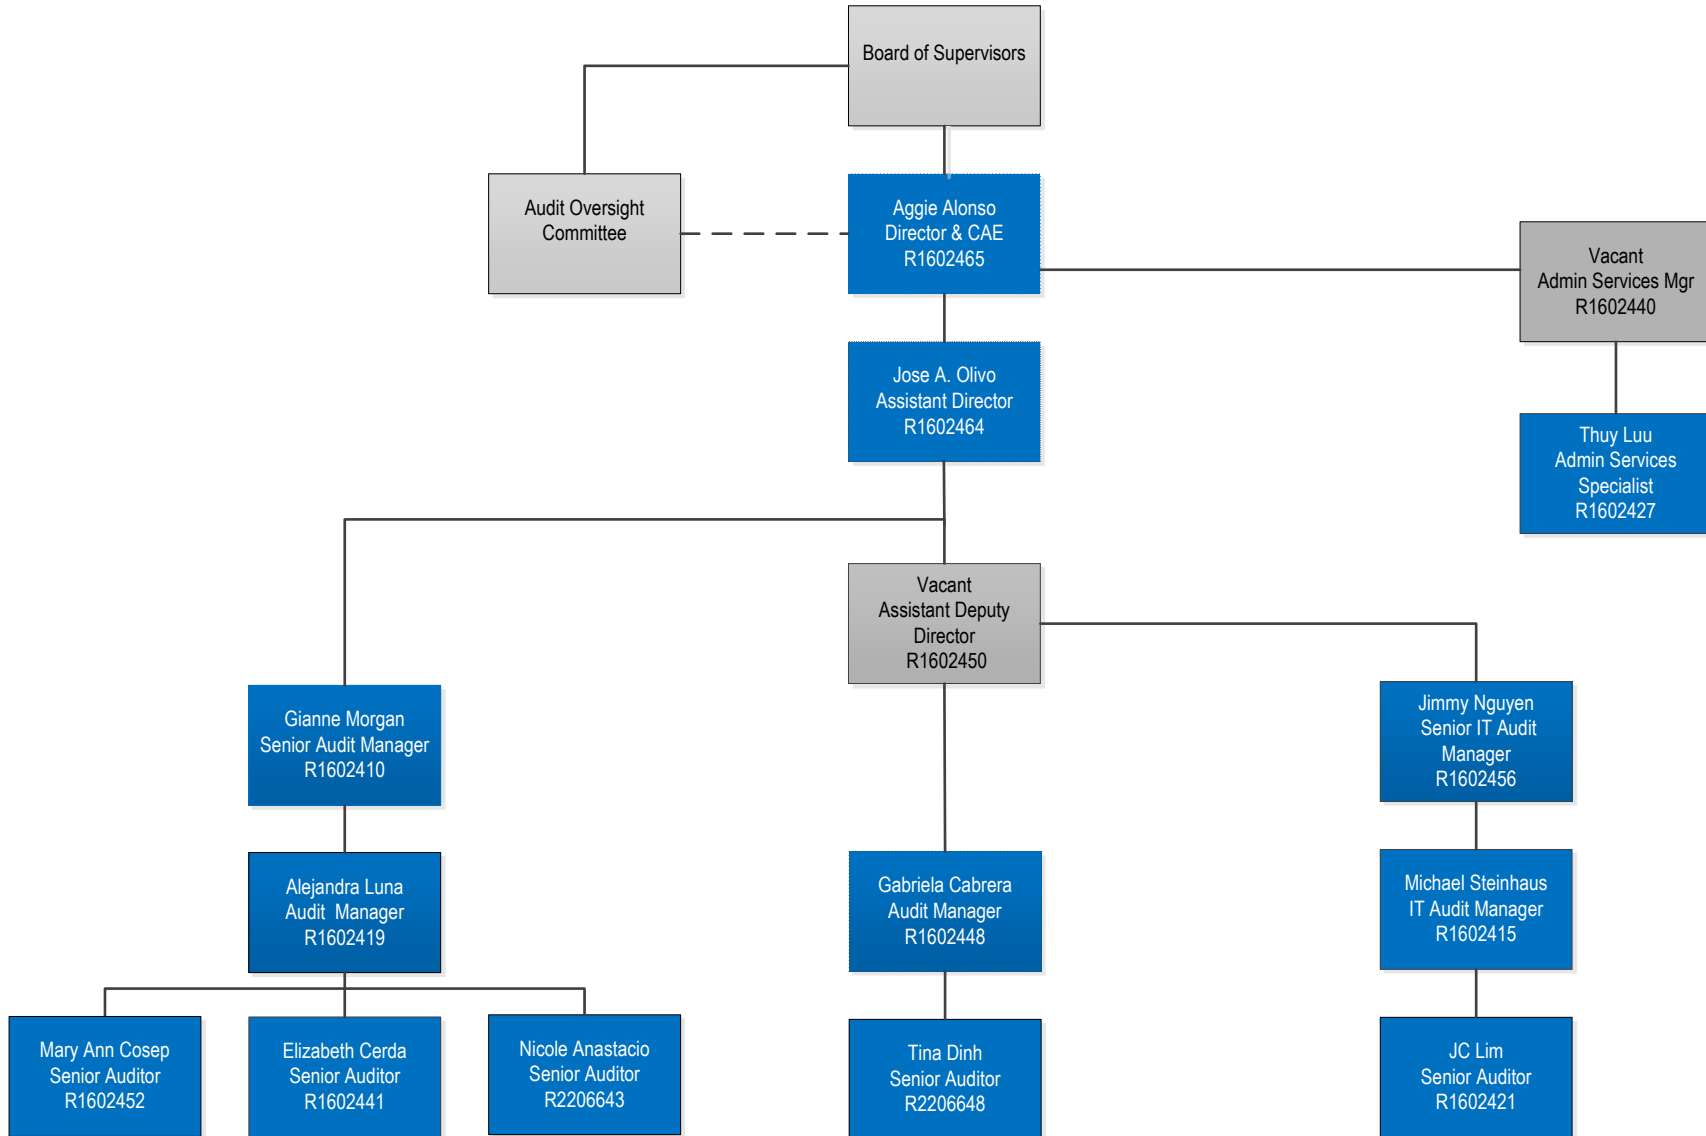 Board of Supervisors
Audit Oversight
Committee
Aggie Alonso
Director & CAE
R1602465
Vacant
Admin Services Mgr
R1602440
Jose A. Olivo
Assistant Director
R1602464
Thuy Luu
Admin Services
Specialist
R1602427
Vacant
Assistant Deputy
Director
R1602450
Gianne Morgan
Senior Audit Manager
R1602410
Jimmy Nguyen
Senior IT Audit
Manager
R1602456
Alejandra Luna
Audit  Manager
R1602419
Gabriela Cabrera
Audit Manager
R1602448
Michael Steinhaus
IT Audit Manager
R1602415
Mary Ann Cosep
Senior Auditor
R1602452
Elizabeth Cerda
Senior Auditor
R1602441
Nicole Anastacio
Senior Auditor
R2206643
Tina Dinh
Senior Auditor
R2206648
JC Lim
Senior Auditor
R1602421